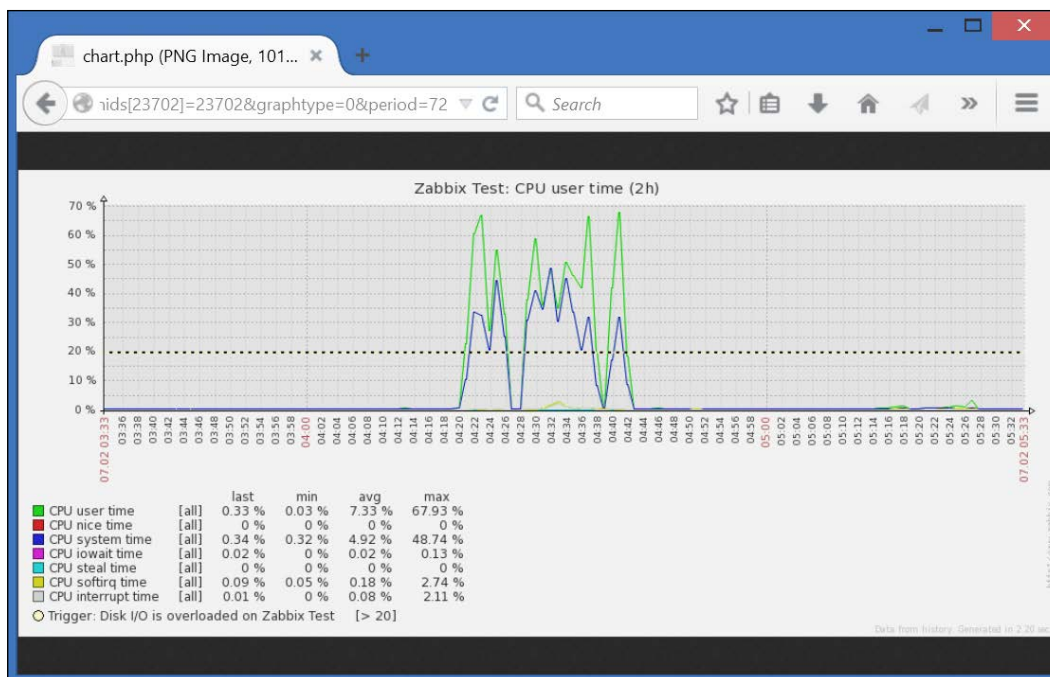 chart.php (PNG Image, 101...
nids[23702]=23702&graphtype=0&period=72
Search
Zabbix Test: CPU user time (2h)
70 %
60 %
50 %
40 %
30 %
20 %
10 %
0 %
07.02 03:33 03:36 03:38 03:40 03:42 03:44 03:46 03:48 03:50 03:52 03:54 03:56 03:58 04:00 04:02 04:04 04:06 04:08 04:10 04:12 04:14 04:16 04:18 04:20 04:22 04:24 04:26 04:28 04:30 04:32 04:34 04:36 04:38 04:40 04:42 04:44 04:46 04:48 04:50 04:52 04:54 04:56 04:58 05:00 05:02 05:04 05:06 05:08 05:10 05:12 05:14 05:16 05:18 05:20 05:22 05:24 05:26 05:28 05:30 05:32 07.02 05:33
last min avg max
CPU user time [all] 0.33 % 0.03 % 7.33 % 67.93 %
CPU nice time [all] 0 % 0 % 0 % 0 %
CPU system time [all] 0.34 % 0.32 % 4.92 % 48.74 %
CPU iowait time [all] 0.02 % 0 % 0.02 % 0.13 %
CPU steal time [all] 0 % 0 % 0 % 0 %
CPU softirq time [all] 0.09 % 0.05 % 0.18 % 2.74 %
CPU interrupt time [all] 0.01 % 0 % 0.08 % 2.11 %
Trigger: Disk I/O is overloaded on Zabbix Test [> 20]
Data from history. Generated in 2.20 sec